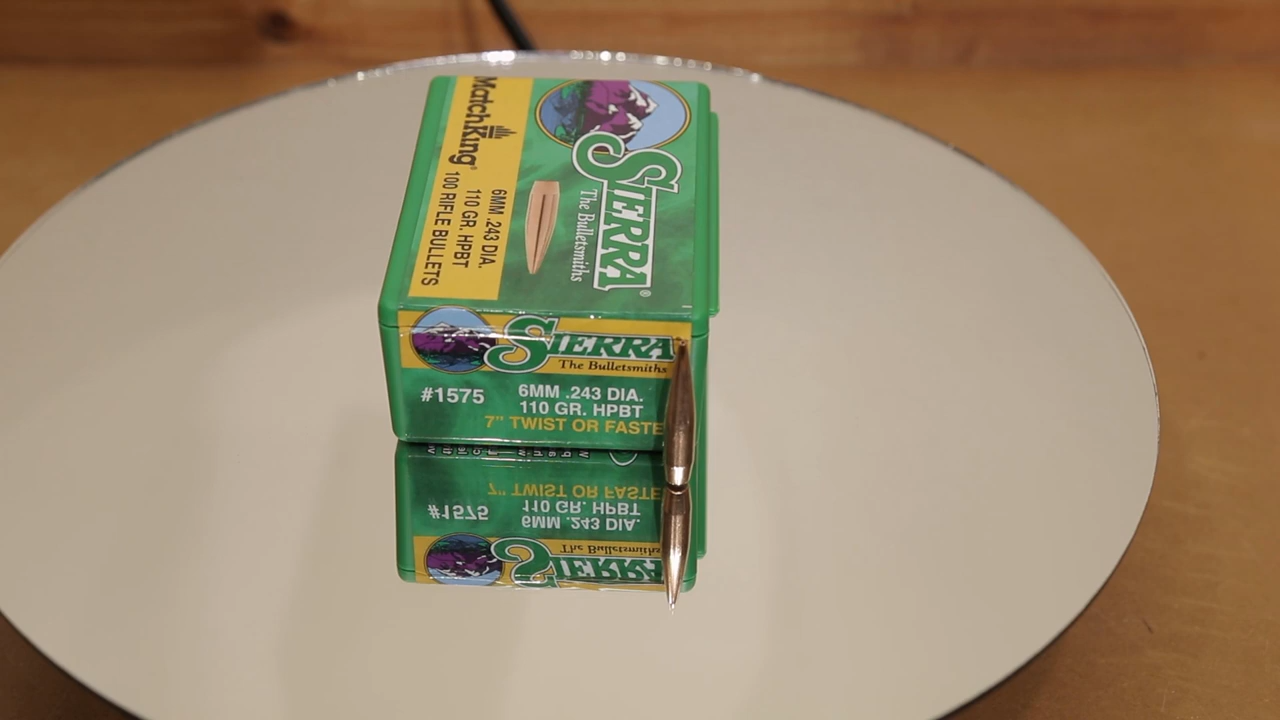 MatchKing®
6MM .243 DIA.
110 GR. HPBT
100 RIFLE BULLETS
SIERRA®
The Bulletsmiths
SIERRA
The Bulletsmiths
#1575
6MM .243 DIA.
110 GR. HPBT
7" TWIST OR FASTE